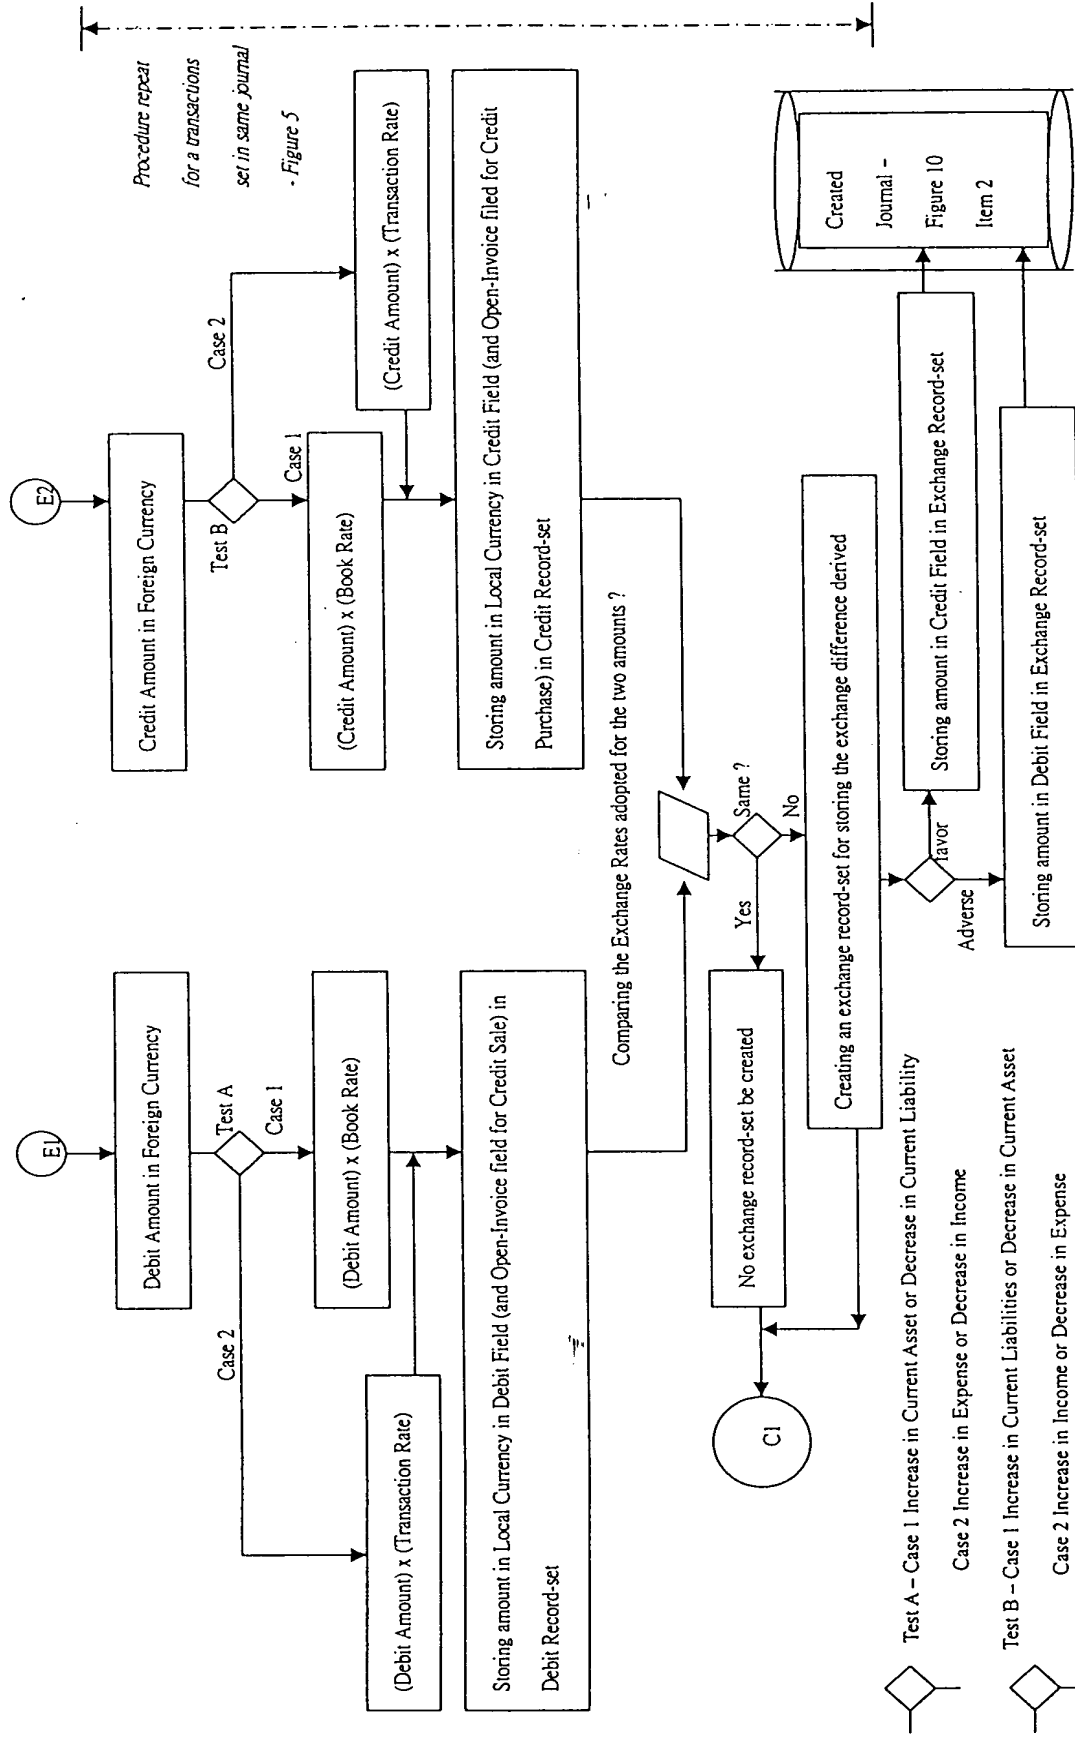 E1
E2
Debit Amount in Foreign Currency
Credit Amount in Foreign Currency
Procedure repeat
for a transactions
set in same journal
- Figure 5
Test A
Case 2
Case 1
Test B
Case 2
Case 1
(Debit Amount) x (Book Rate)
(Debit Amount) x (Transaction Rate)
(Credit Amount) x (Book Rate)
(Credit Amount) x (Transaction Rate)
Storing amount in Local Currency in Debit Field (and Open-Invoice field for Credit Sale) in
Debit Record-set
Storing amount in Local Currency in Credit Field (and Open-Invoice filed for Credit
Purchase) in Credit Record-set
Comparing the Exchange Rates adopted for the two amounts ?
Same ?
Yes
No
No exchange record-set be created
C1
Creating an exchange record-set for storing the exchange difference derived
favor
Adverse
Storing amount in Credit Field in Exchange Record-set
Storing amount in Debit Field in Exchange Record-set
Created
Journal -
Figure 10
Item 2
Test A – Case 1 Increase in Current Asset or Decrease in Current Liability
Case 2 Increase in Expense or Decrease in Income
Test B – Case 1 Increase in Current Liabilities or Decrease in Current Asset
Case 2 Increase in Income or Decrease in Expense